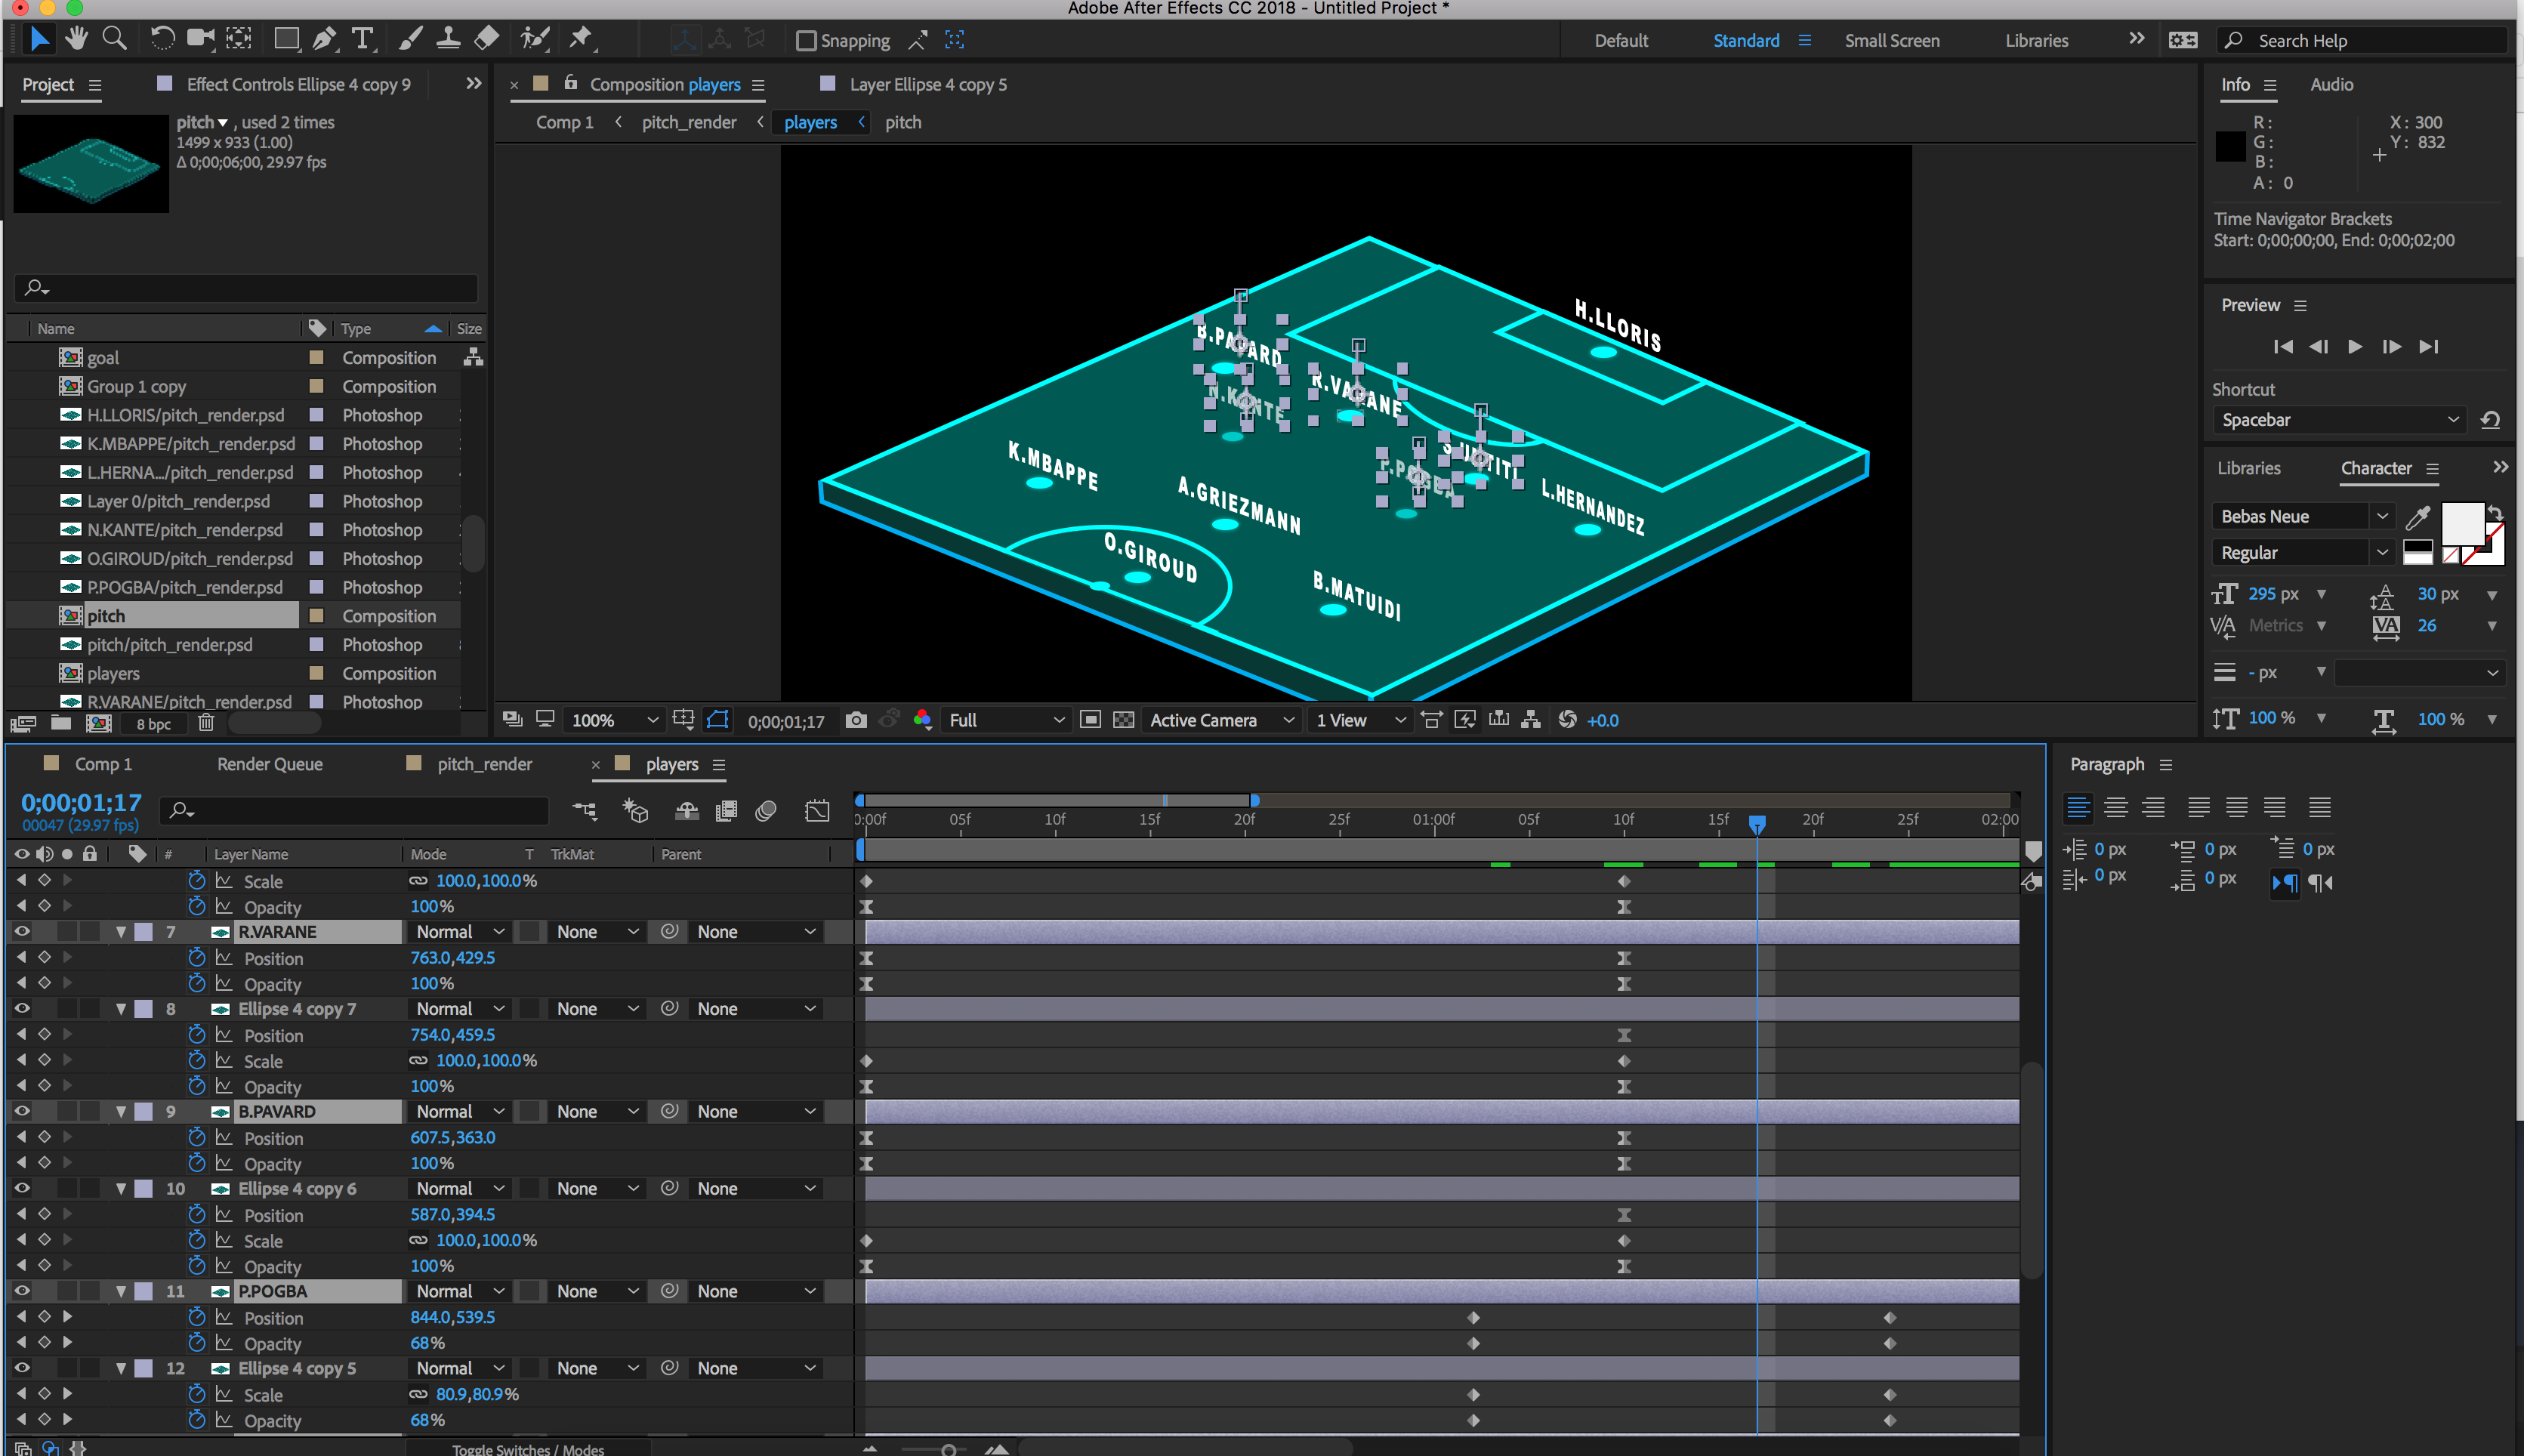 Adobe After Effects CC 2018 - Untitled Project *
Snapping
Default
Standard
Small Screen
Libraries
Search Help
Project
Effect Controls Ellipse 4 copy 9
pitch , used 2 times
1499 x 933 (1.00)
Δ 0;00;06;00, 29.97 fps
Name Type Size
goal Composition
Group 1 copy Composition
H.LLORIS/pitch_render.psd Photoshop
K.MBAPPE/pitch_render.psd Photoshop
L.HERNA.../pitch_render.psd Photoshop
Layer 0/pitch_render.psd Photoshop
N.KANTE/pitch_render.psd Photoshop
O.GIROUD/pitch_render.psd Photoshop
P.POGBA/pitch_render.psd Photoshop
pitch Composition
pitch/pitch_render.psd Photoshop
players Composition
R.VARANE/pitch_render.psd Photoshop
8 bpc
Composition players
Layer Ellipse 4 copy 5
Comp 1 pitch_render players pitch
H.LLORIS
B.PAVARD
R.VARANE
N.KANTE
S.UMTITI
P.POGBA
K.MBAPPE
A.GRIEZMANN
L.HERNANDEZ
O.GIROUD
B.MATUIDI
100% 0;00;01;17 Full Active Camera 1 View +0.0
Info Audio
R:
G:
B:
A: 0
X: 300
Y: 832
Time Navigator Brackets
Start: 0;00;00;00, End: 0;00;02;00
Preview
Shortcut
Spacebar
Libraries Character
Bebas Neue
Regular
295 px 30 px
Metrics 26
- px
100 % 100 %
Comp 1 Render Queue pitch_render players
0;00;01;17
00047 (29.97 fps)
0:00f 05f 10f 15f 20f 25f 01:00f 05f 10f 15f 20f 25f 02:00
# Layer Name Mode T TrkMat Parent
Scale 100.0,100.0%
Opacity 100%
7 R.VARANE Normal None None
Position 763.0,429.5
Opacity 100%
8 Ellipse 4 copy 7 Normal None None
Position 754.0,459.5
Scale 100.0,100.0%
Opacity 100%
9 B.PAVARD Normal None None
Position 607.5,363.0
Opacity 100%
10 Ellipse 4 copy 6 Normal None None
Position 587.0,394.5
Scale 100.0,100.0%
Opacity 100%
11 P.POGBA Normal None None
Position 844.0,539.5
Opacity 68%
12 Ellipse 4 copy 5 Normal None None
Scale 80.9,80.9%
Opacity 68%
Toggle Switches / Modes
Paragraph
0 px 0 px 0 px
0 px 0 px